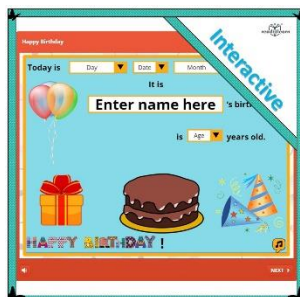 Happy Birthday
Interactive
Today is Day Date Month
It is
Enter name here 's birt
is Age years old.
HAPPY BIRTHDAY !
NEXT >